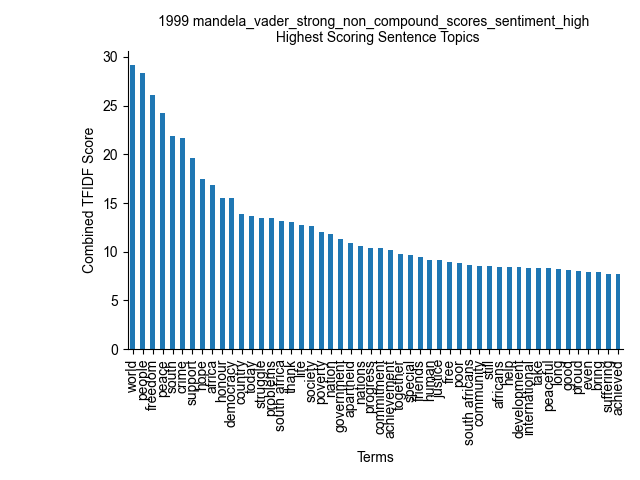 1999 mandela_vader_strong_non_compound_scores_sentiment_high
Highest Scoring Sentence Topics
Combined TFIDF Score
30
25
20
15
10
5
0
world
people
freedom
peace
south
crime
support
hope
africa
honour
democracy
country
today
struggle
problems
south africa
thank
life
society
poverty
nation
government
apartheid
nations
progress
commitment
achievement
together
special
friends
human
justice
free
poor
south africans
community
still
africans
help
development
international
take
peaceful
long
good
proud
even
bring
suffering
achieved
Terms